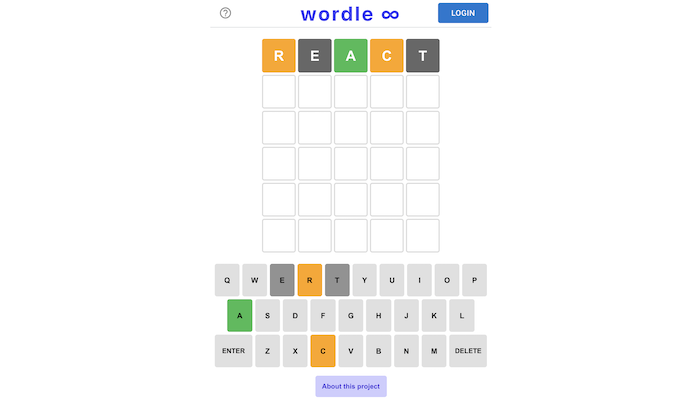 wordle ∞
LOGIN
R E A C T
Q W E R T Y U I O P
A S D F G H J K L
ENTER Z X C V B N M DELETE
About this project